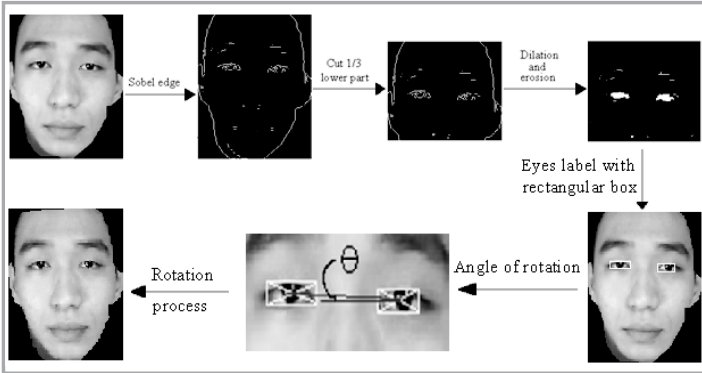 Sobel edge
Cut 1/3
lower part
Dilation
and
erosion
Eyes label with
rectangular box
Angle of rotation
θ
Rotation
process